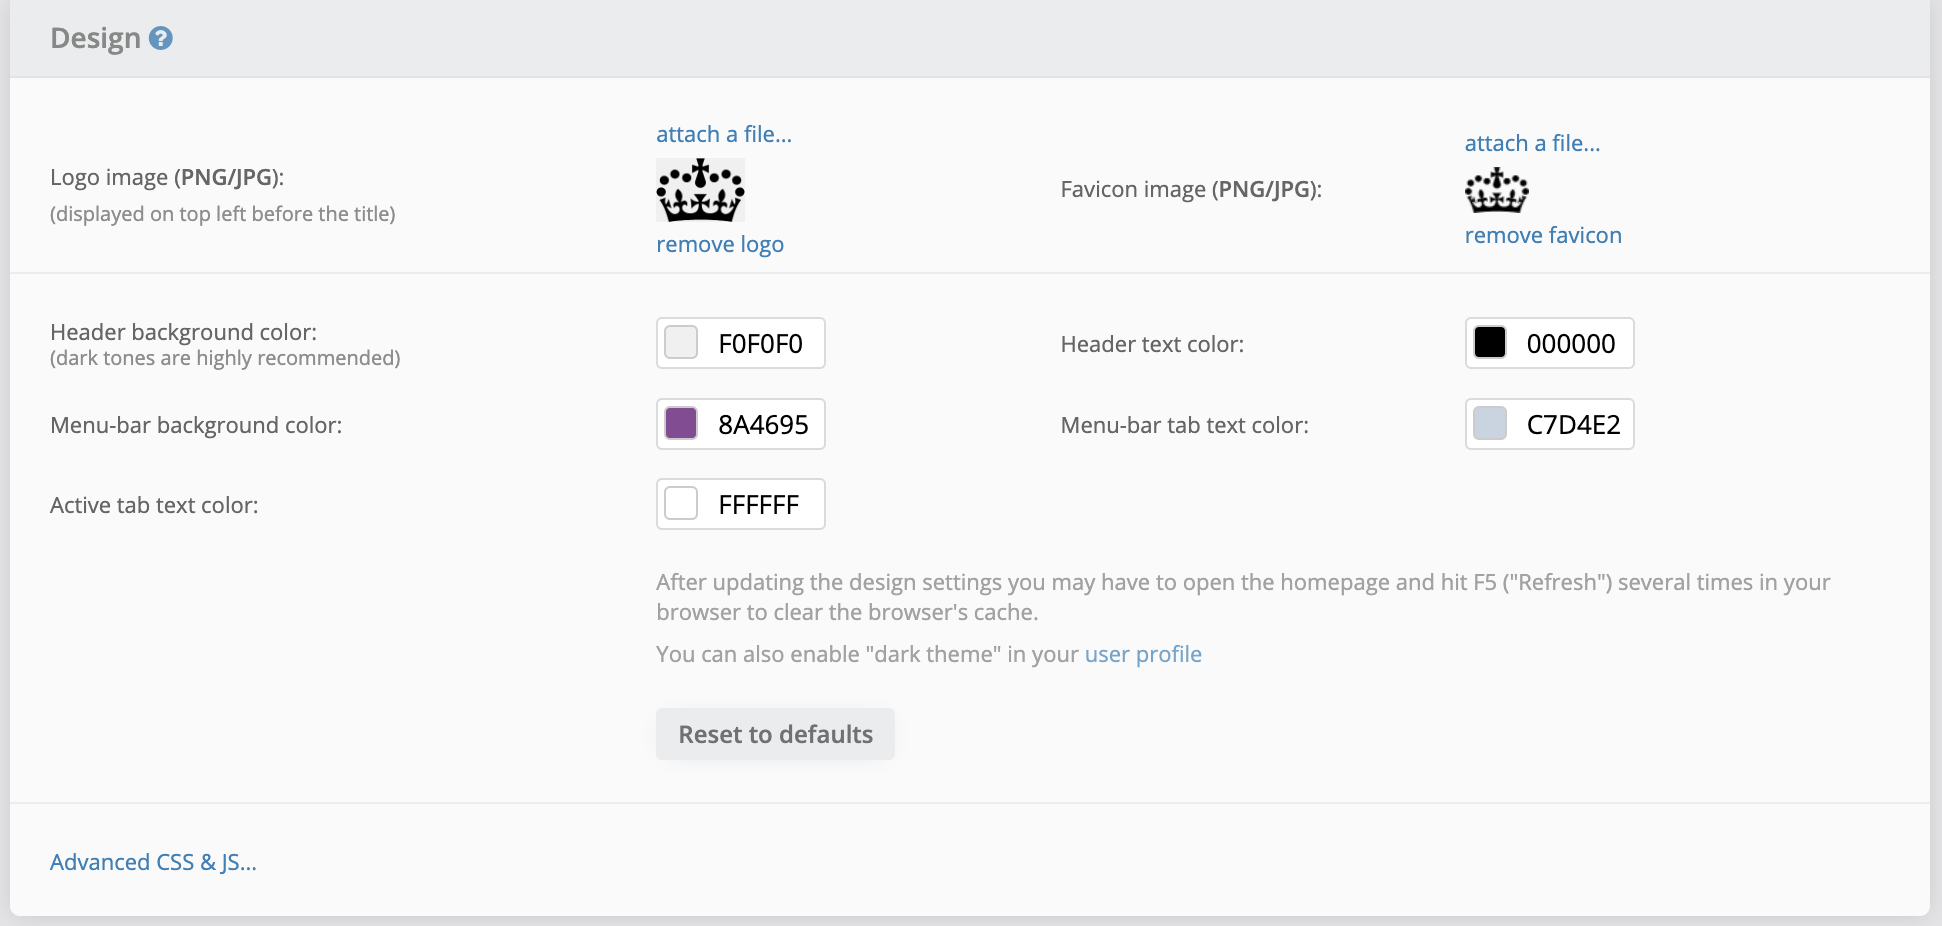 Design
attach a file...
attach a file...
Logo image (PNG/JPG):
(displayed on top left before the title)
Favicon image (PNG/JPG):
remove logo
remove favicon
Header background color:
(dark tones are highly recommended)
F0F0F0
Header text color:
000000
Menu-bar background color:
8A4695
Menu-bar tab text color:
C7D4E2
Active tab text color:
FFFFFF
After updating the design settings you may have to open the homepage and hit F5 ("Refresh") several times in your
browser to clear the browser's cache.
You can also enable "dark theme" in your user profile
Reset to defaults
Advanced CSS & JS...